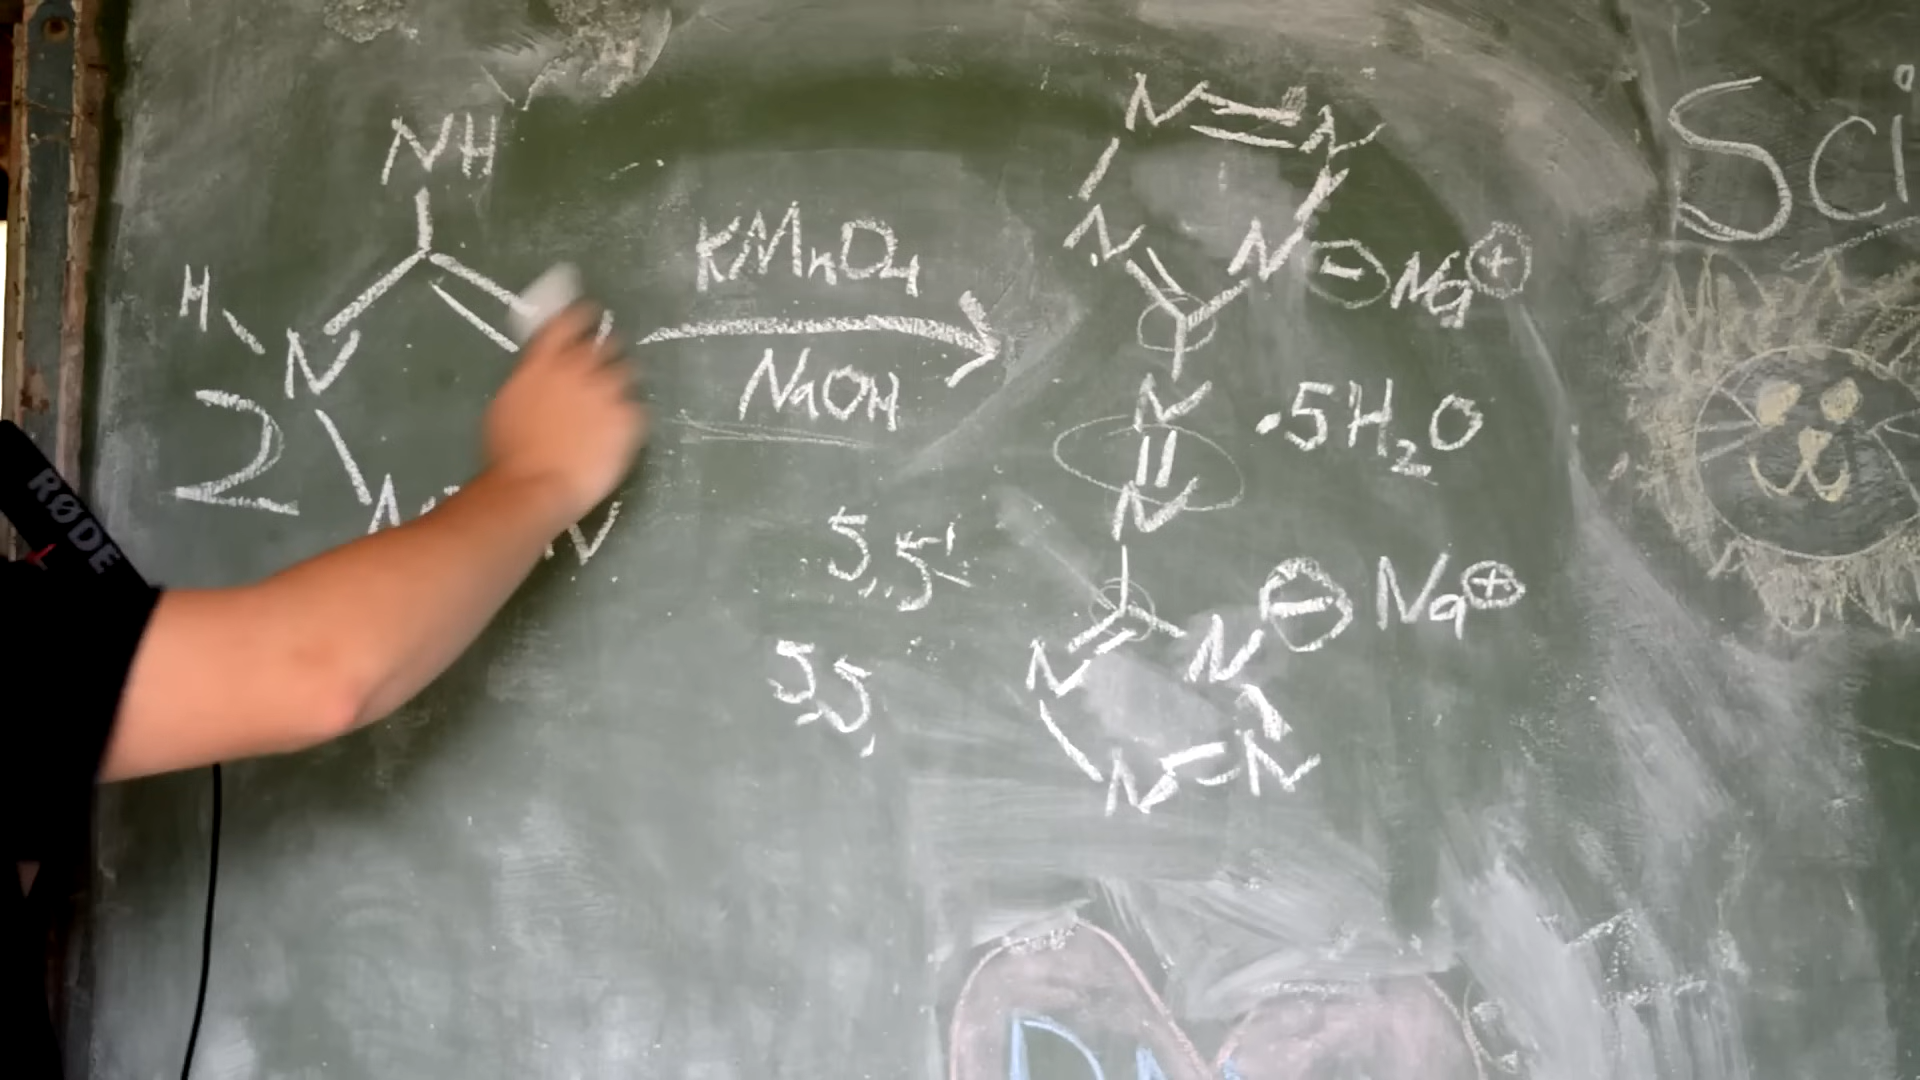 NH
H
N
2
N
N
KMnO4
NaOH
N=N
N N ⊖ Na⊕
N
·5H2O
N
5,5'
5,5,
N N ⊖ Na⊕
N=N
Sci
RØDE